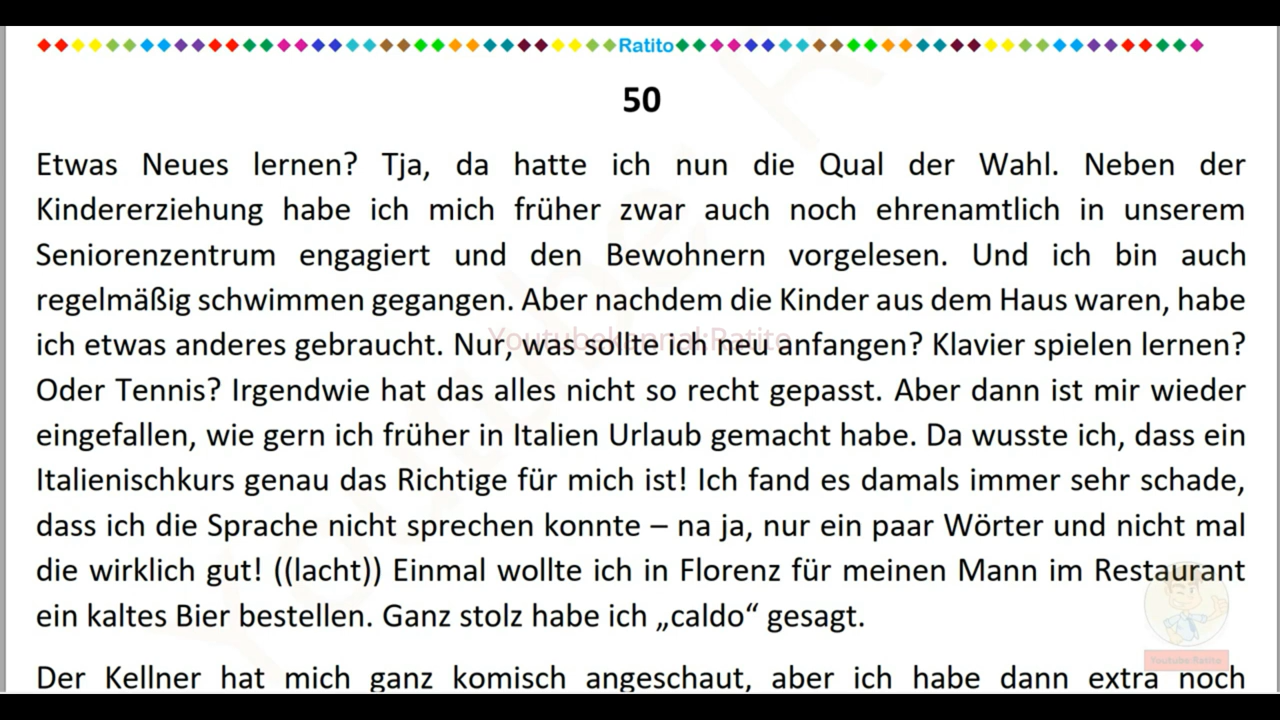 Ratito
50
Etwas Neues lernen? Tja, da hatte ich nun die Qual der Wahl. Neben der
Kindererziehung habe ich mich früher zwar auch noch ehrenamtlich in unserem
Seniorenzentrum engagiert und den Bewohnern vorgelesen. Und ich bin auch
regelmäßig schwimmen gegangen. Aber nachdem die Kinder aus dem Haus waren, habe
ich etwas anderes gebraucht. Nur, was sollte ich neu anfangen? Klavier spielen lernen?
Oder Tennis? Irgendwie hat das alles nicht so recht gepasst. Aber dann ist mir wieder
eingefallen, wie gern ich früher in Italien Urlaub gemacht habe. Da wusste ich, dass ein
Italienischkurs genau das Richtige für mich ist! Ich fand es damals immer sehr schade,
dass ich die Sprache nicht sprechen konnte – na ja, nur ein paar Wörter und nicht mal
die wirklich gut! ((lacht)) Einmal wollte ich in Florenz für meinen Mann im Restaurant
ein kaltes Bier bestellen. Ganz stolz habe ich „caldo“ gesagt.
Youtube:Ratito
Der Kellner hat mich ganz komisch angeschaut, aber ich habe dann extra noch